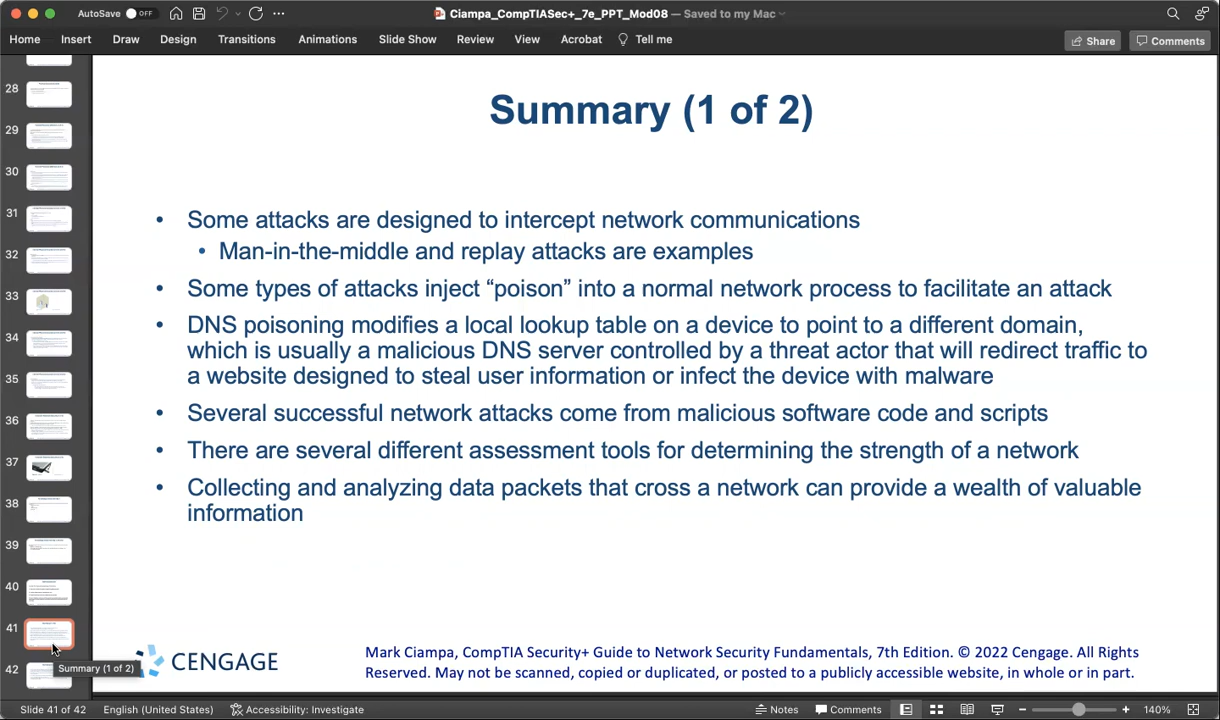 AutoSave OFF
Ciampa_CompTIASec+_7e_PPT_Mod08 — Saved to my Mac
Home Insert Draw Design Transitions Animations Slide Show Review View Acrobat Tell me Share Comments
28
29
30
31
32
33
34
35
36
37
38
39
40
41
42
Summary (1 of 2)
• Some attacks are designed to intercept network communications
• Man-in-the-middle and replay attacks are examples
• Some types of attacks inject “poison” into a normal network process to facilitate an attack
• DNS poisoning modifies a local lookup table on a device to point to a different domain,
which is usually a malicious DNS server controlled by a threat actor that will redirect traffic to
a website designed to steal user information or infect the device with malware
• Several successful network attacks come from malicious software code and scripts
• There are several different assessment tools for determining the strength of a network
• Collecting and analyzing data packets that cross a network can provide a wealth of valuable
information
Summary (1 of 2)
CENGAGE
Mark Ciampa, CompTIA Security+ Guide to Network Security Fundamentals, 7th Edition. © 2022 Cengage. All Rights
Reserved. May not be scanned, copied or duplicated, or posted to a publicly accessible website, in whole or in part.
Slide 41 of 42 English (United States) Accessibility: Investigate Notes Comments 140%